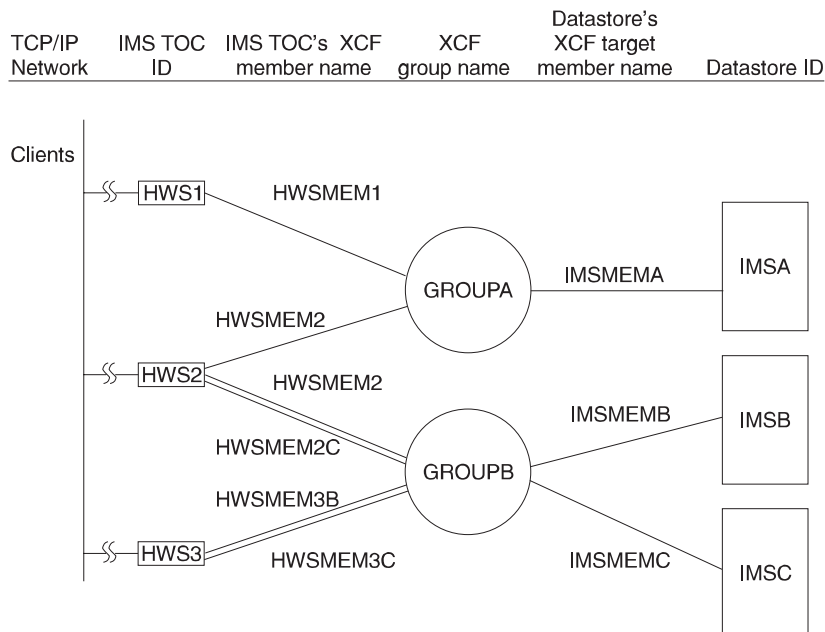 TCP/IP
Network
IMS TOC
ID
IMS TOC's XCF
member name
XCF
group name
Datastore's
XCF target
member name
Datastore ID
Clients
HWS1
HWSMEM1
GROUPA
IMSMEMA
IMSA
HWSMEM2
HWS2
HWSMEM2
HWSMEM2C
GROUPB
IMSMEMB
IMSB
HWSMEM3B
HWS3
HWSMEM3C
IMSMEMC
IMSC